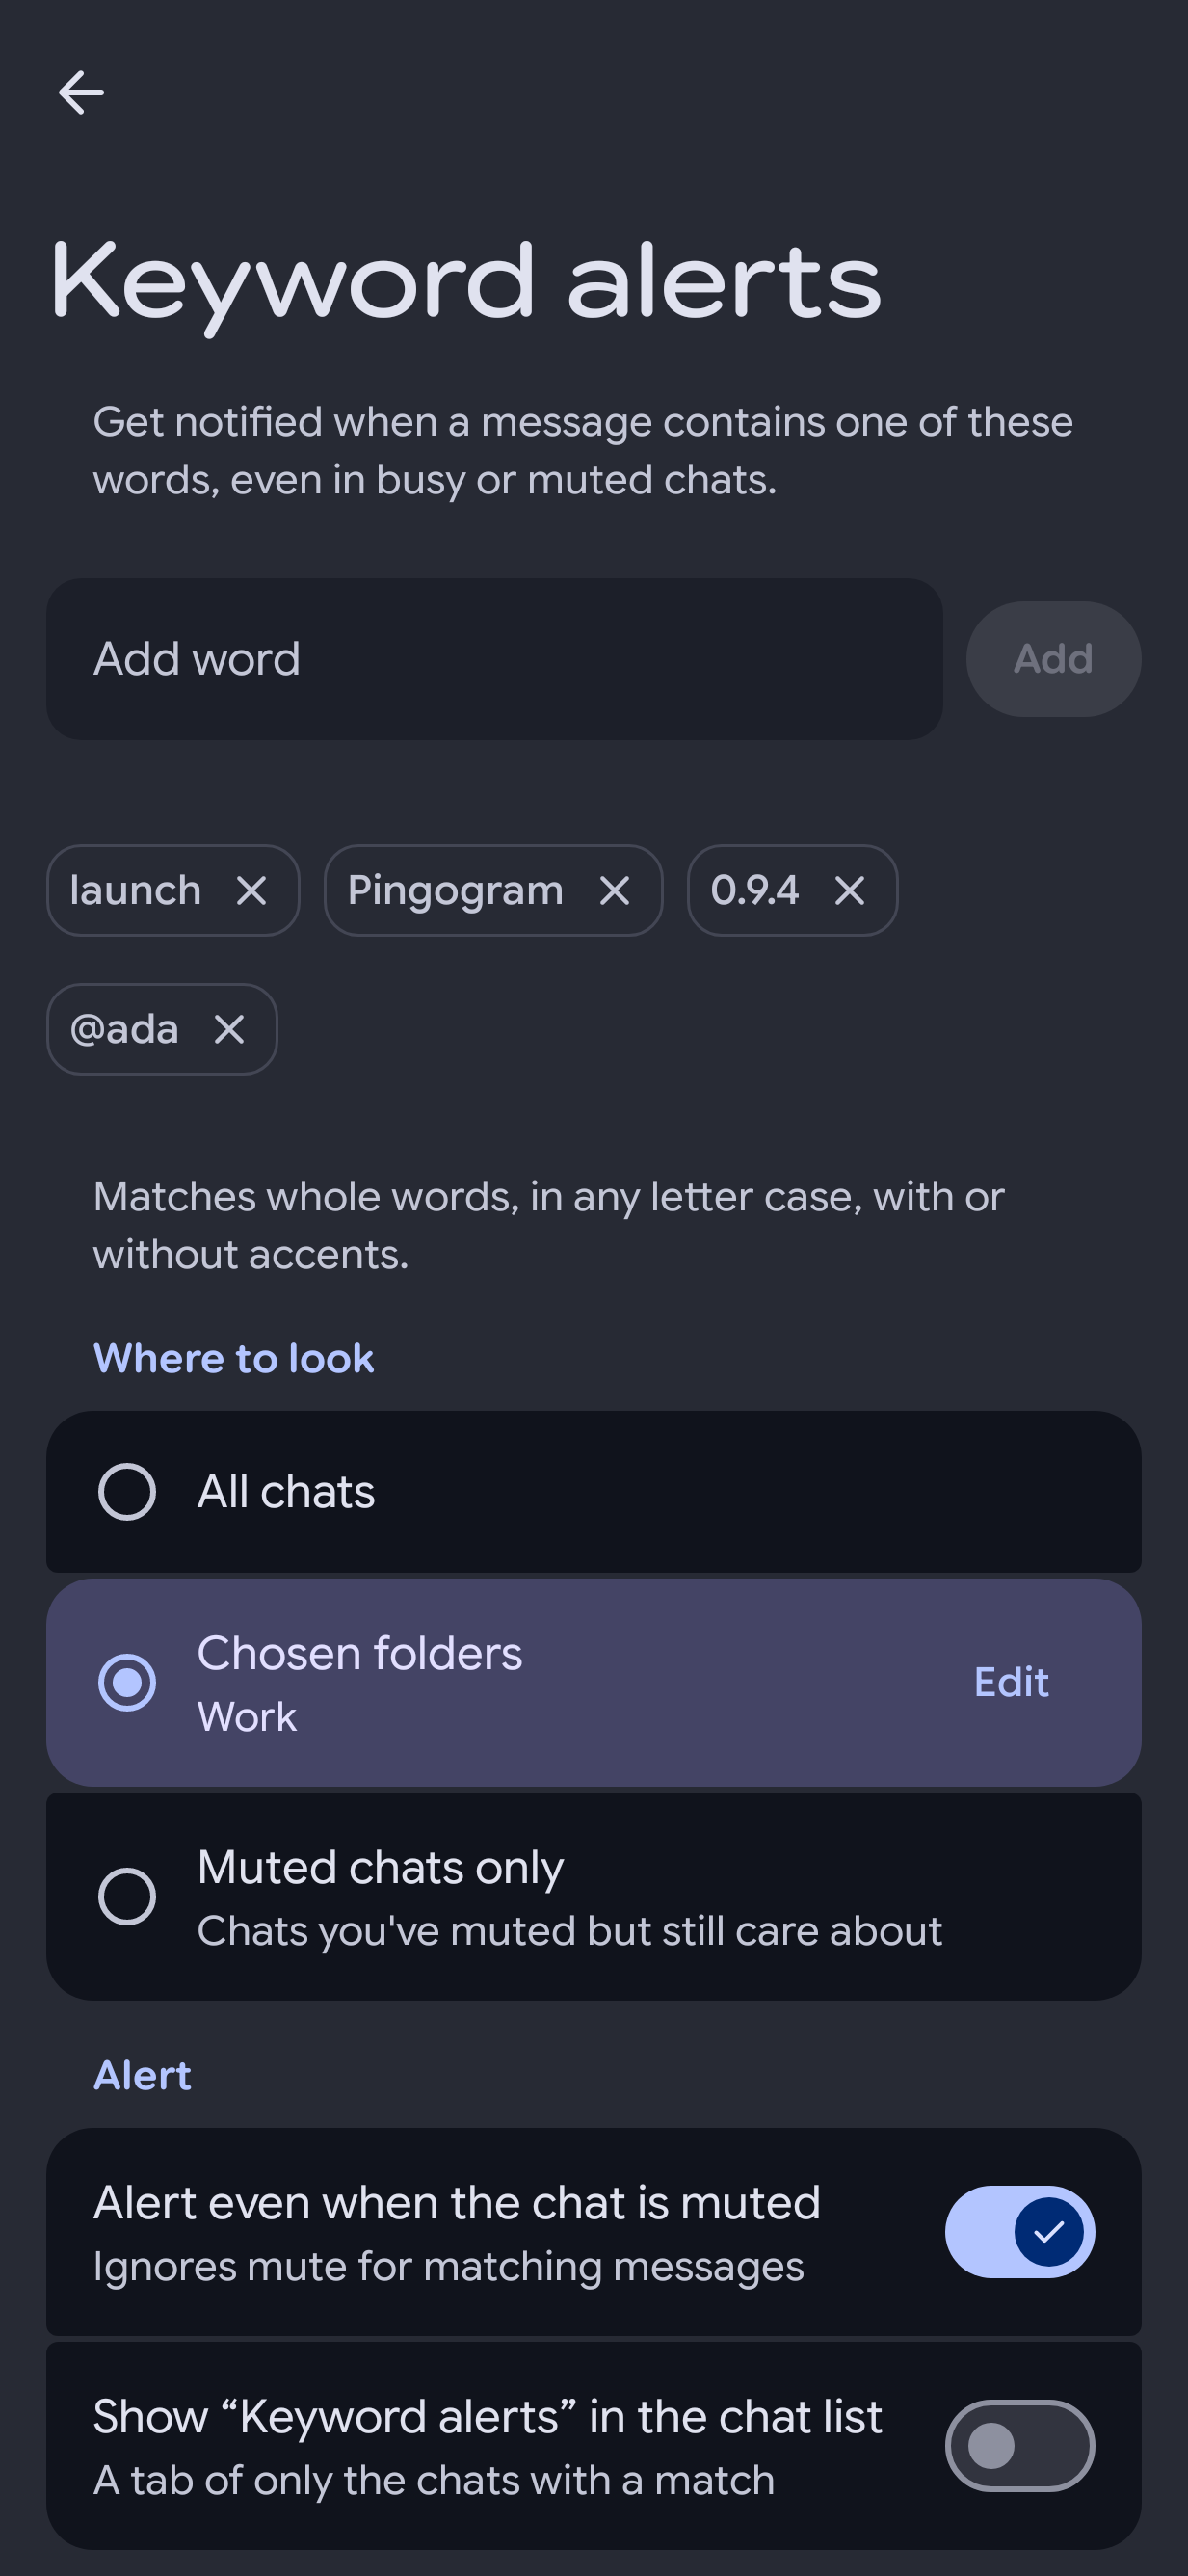 Keyword alerts
Get notified when a message contains one of these
words, even in busy or muted chats.
Add word
Add
launch
Pingogram
0.9.4
@ada
Matches whole words, in any letter case, with or
without accents.
Where to look
All chats
Chosen folders
Work
Edit
Muted chats only
Chats you've muted but still care about
Alert
Alert even when the chat is muted
Ignores mute for matching messages
Show “Keyword alerts” in the chat list
A tab of only the chats with a match